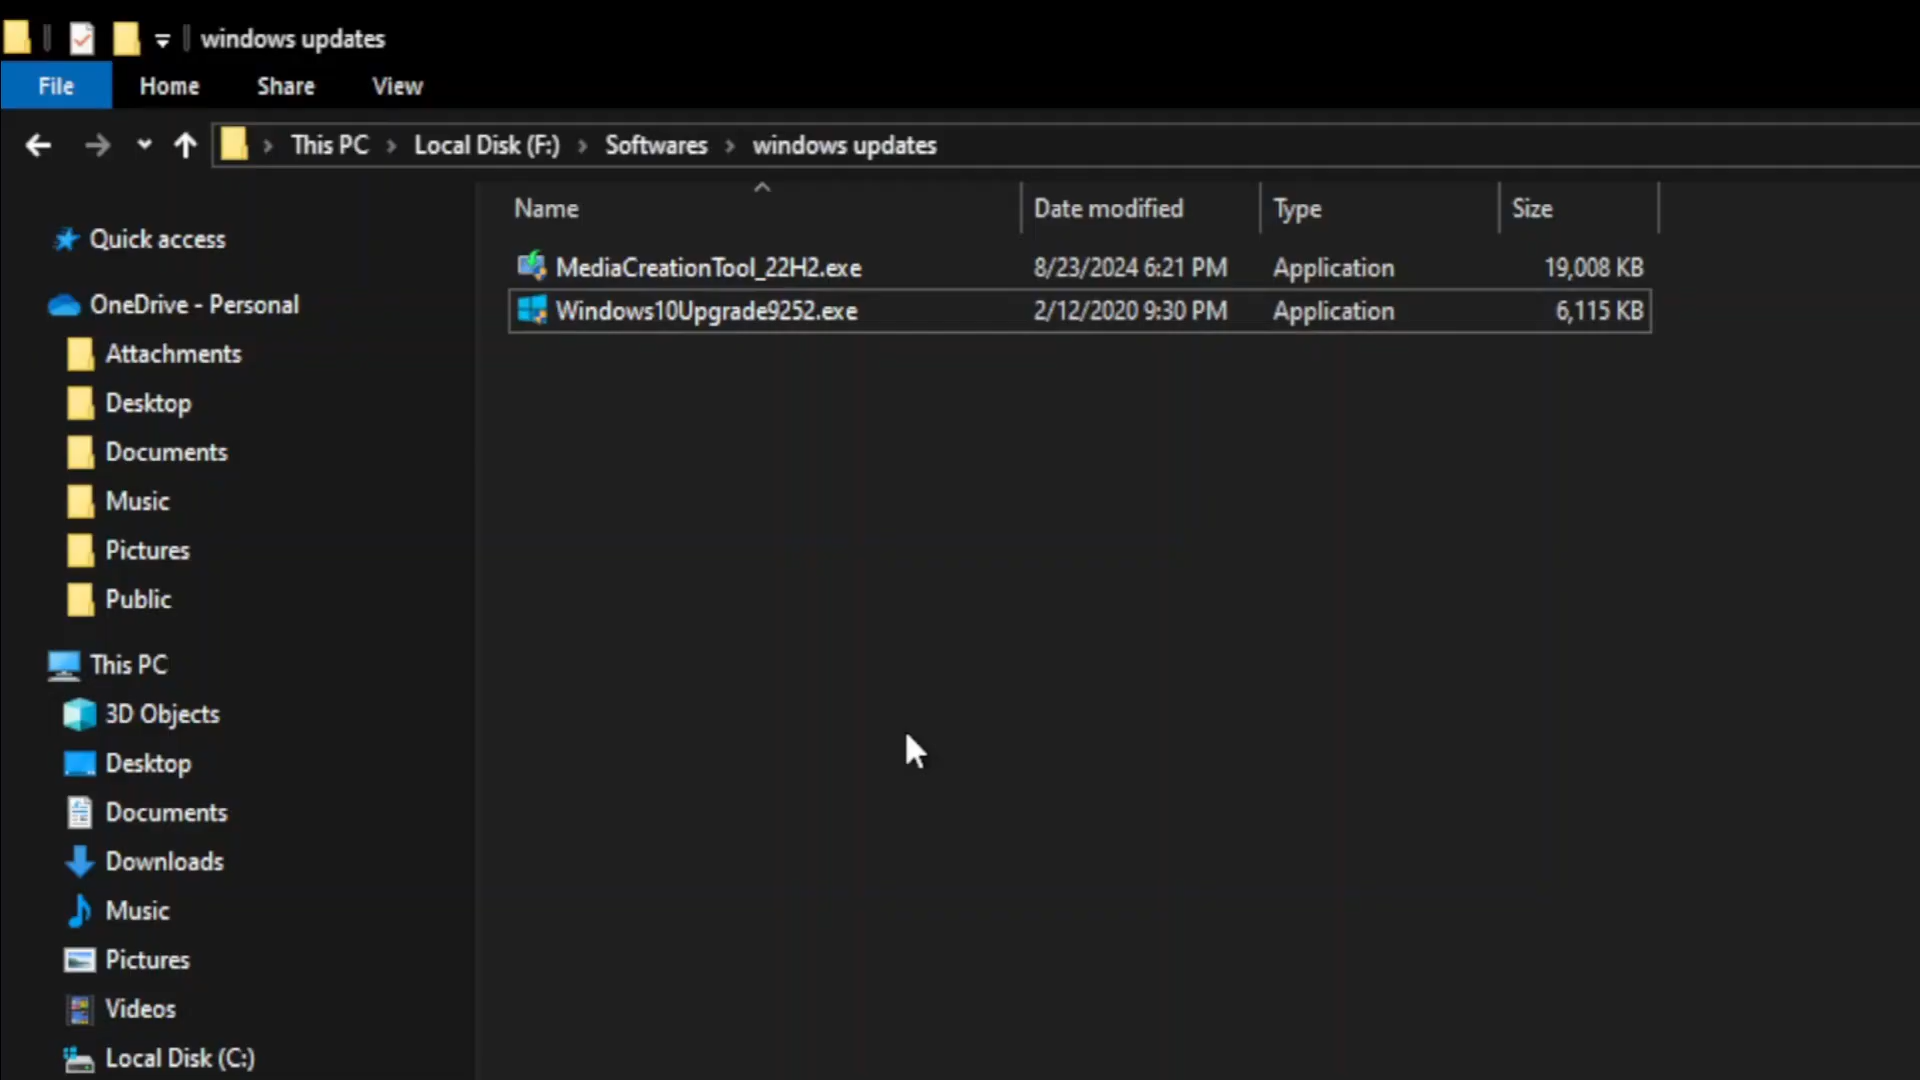 windows updates
File Home Share View
This PC Local Disk (F:) Softwares windows updates
Name Date modified Type Size
MediaCreationTool_22H2.exe 8/23/2024 6:21 PM Application 19,008 KB
Windows10Upgrade9252.exe 2/12/2020 9:30 PM Application 6,115 KB
Quick access
OneDrive - Personal
Attachments
Desktop
Documents
Music
Pictures
Public
This PC
3D Objects
Desktop
Documents
Downloads
Music
Pictures
Videos
Local Disk (C:)